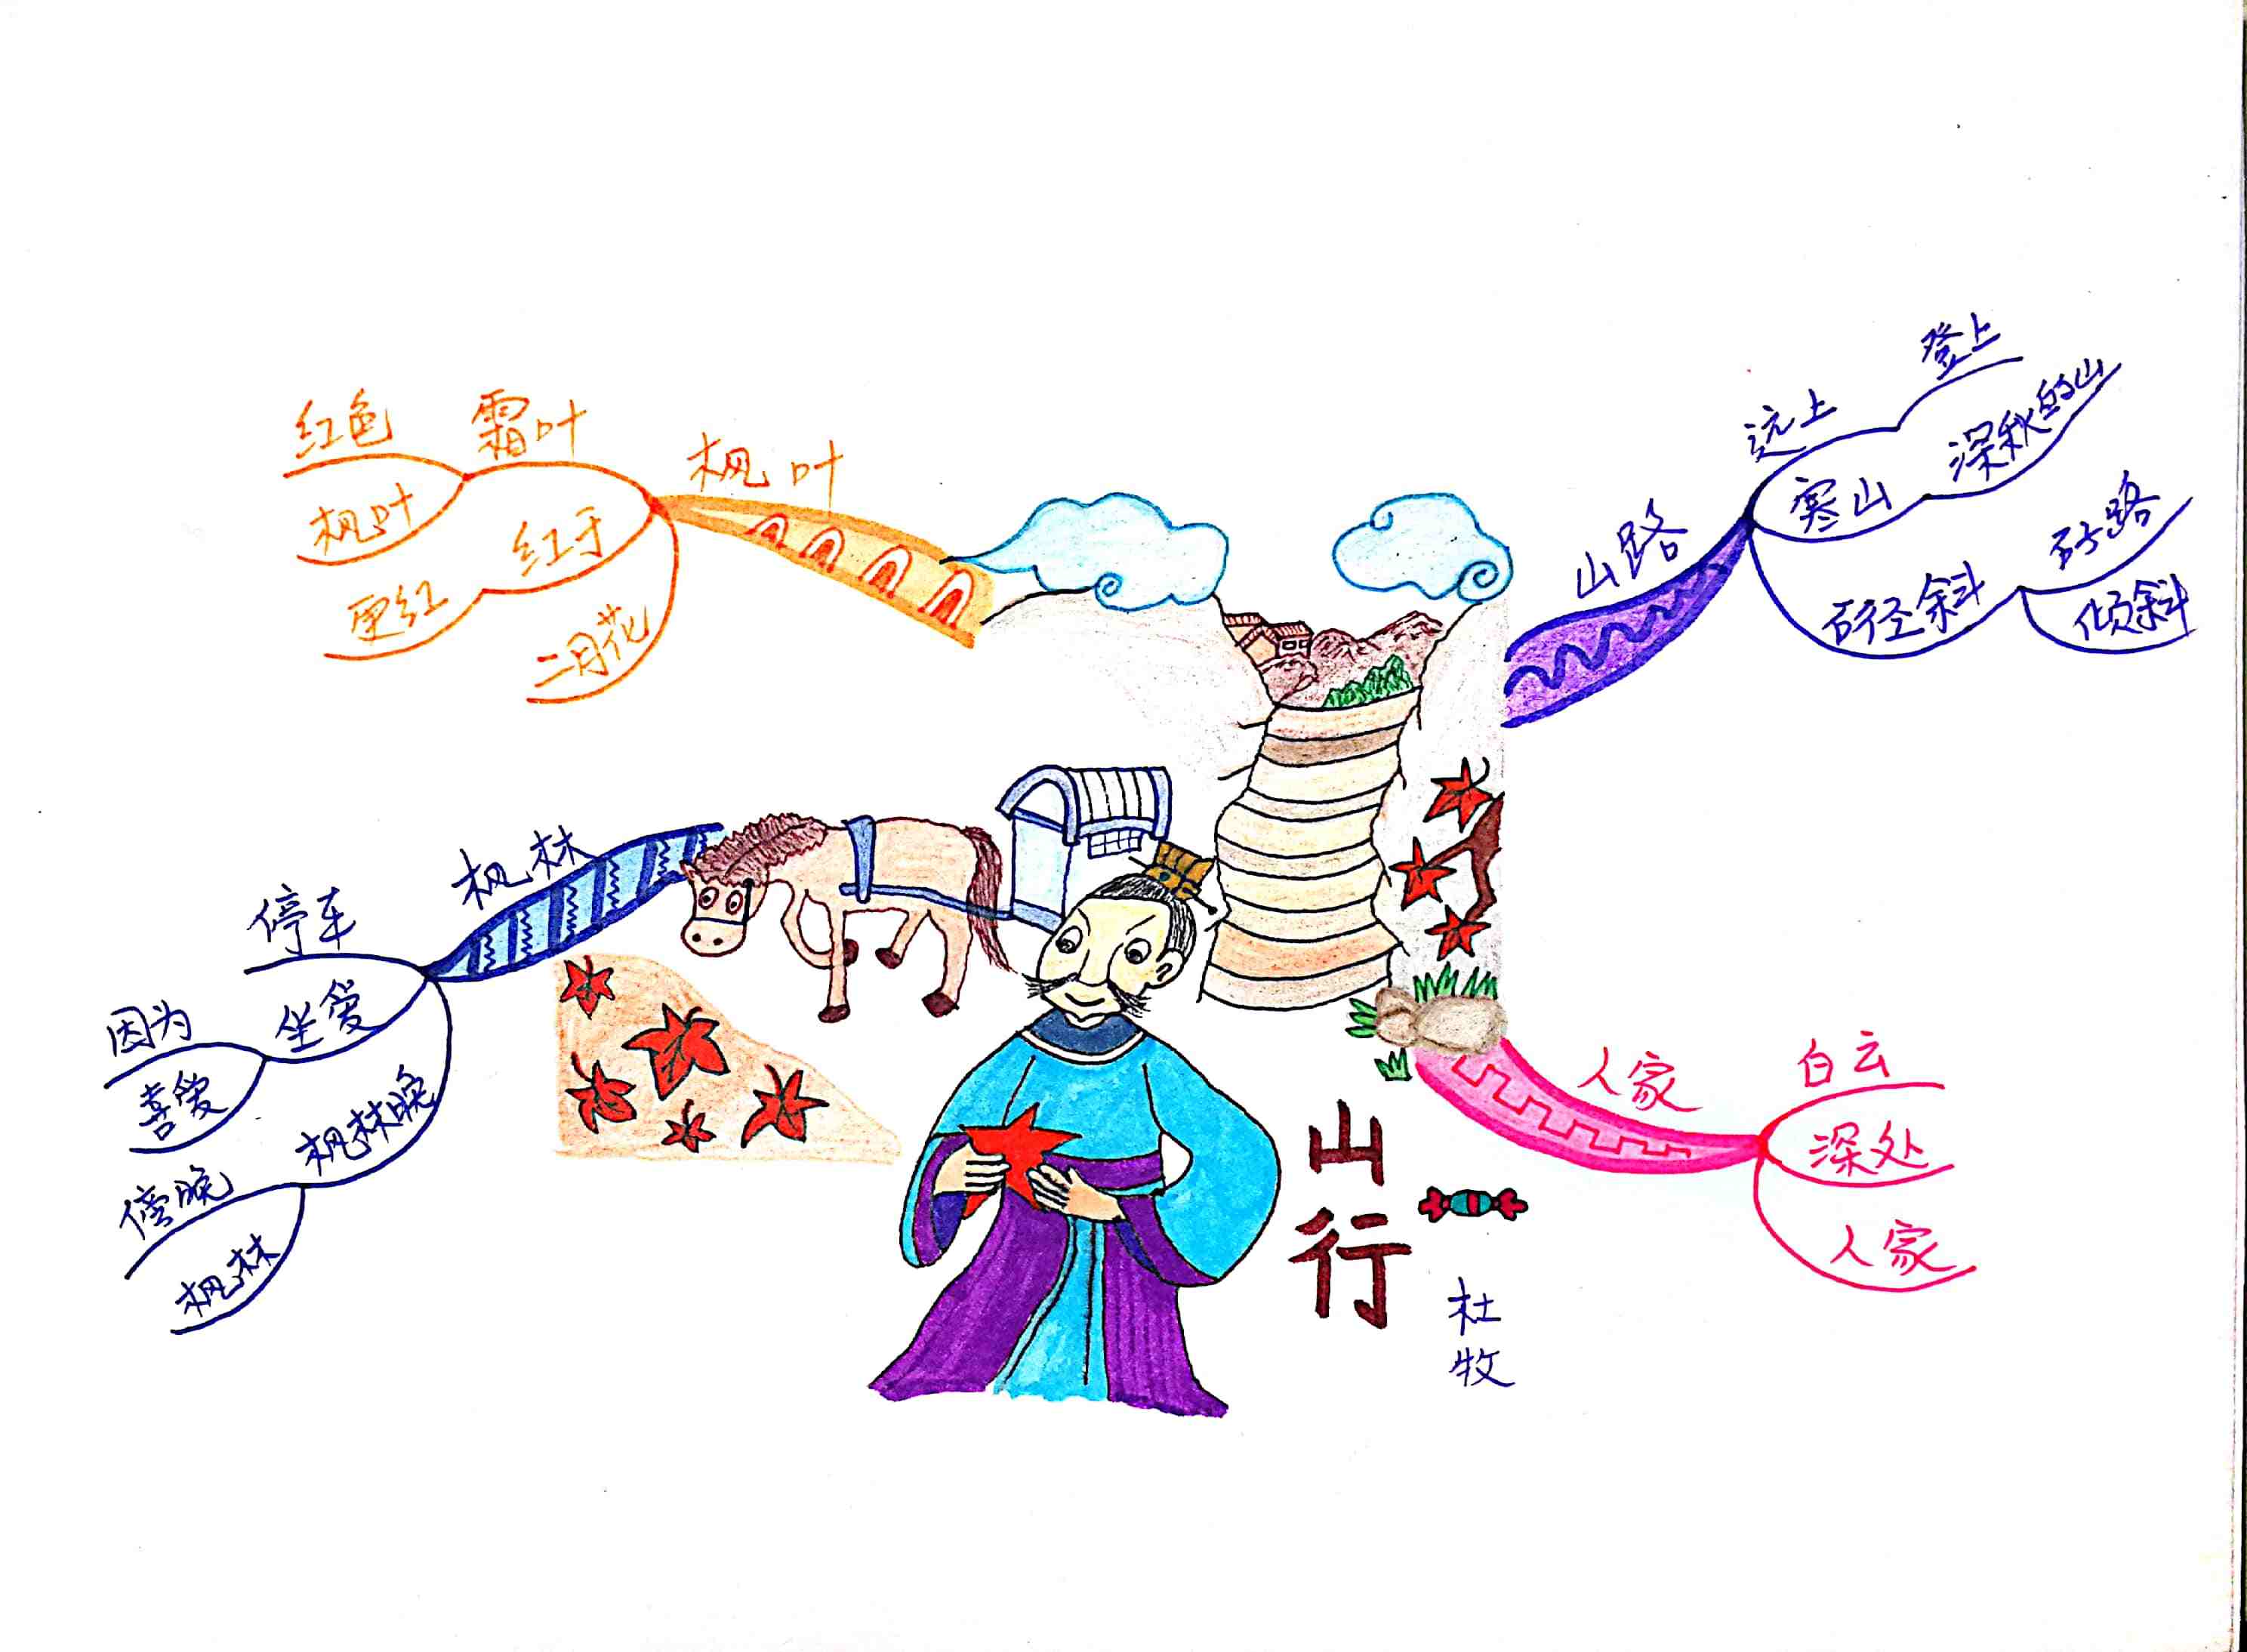 山行
杜牧
山路
远上
登上
寒山
深秋的山
石径斜
石子路
倾斜
人家
白云
深处
人家
枫林
停车
坐爱
因为
喜爱
枫林晚
傍晚
枫林
枫叶
霜叶
红色
枫叶
红于
更红
二月花